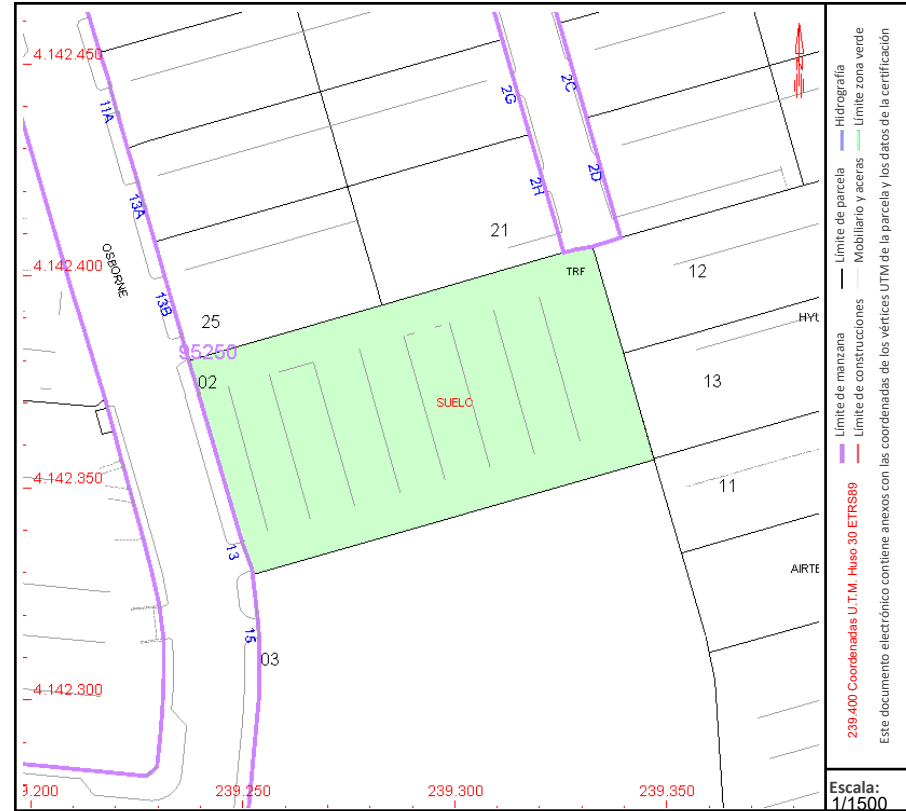 4.142.450
4.142.400
4.142.350
4.142.300
239.250
239.300
239.350
11A
13A
13B
13
15
2G
2H
2C
2D
OSBORNE
95250
25
02
03
21
TRF
SUELO
12
13
11
Límite de manzana
Límite de parcela
Hidrografía
Límite de construcciones
Mobiliario y aceras
Límite zona verde
239.400 Coordenadas U.T.M. Huso 30 ETRS89
Este documento electrónico contiene anexos con las coordenadas de los vértices UTM de la parcela y los datos de la certificación
Escala:
1/1500